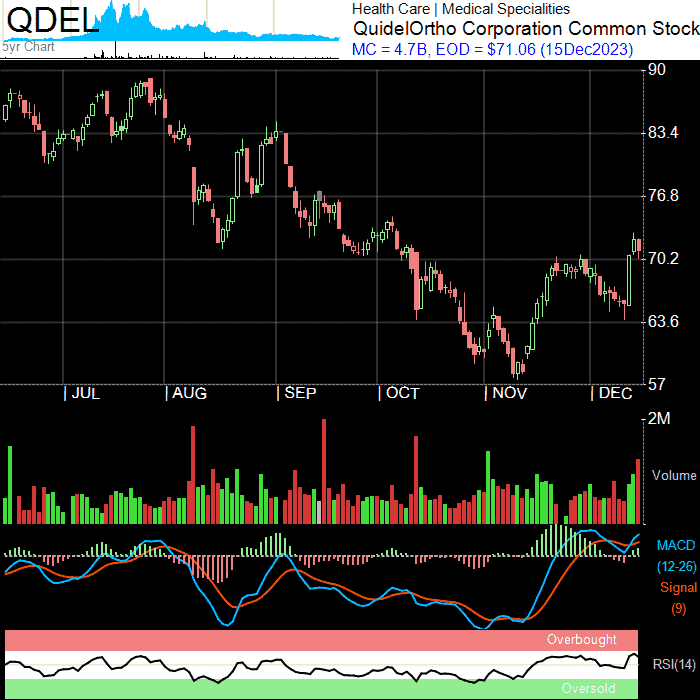 QDEL
5yr Chart
Health Care | Medical Specialities
QuidelOrtho Corporation Common Stock
MC = 4.7B, EOD = $71.06 (15Dec2023)
90
83.4
76.8
70.2
63.6
57
| JUL | AUG | SEP | OCT | NOV | DEC
2M
Volume
MACD
(12-26)
Signal
(9)
Overbought
RSI(14)
Oversold